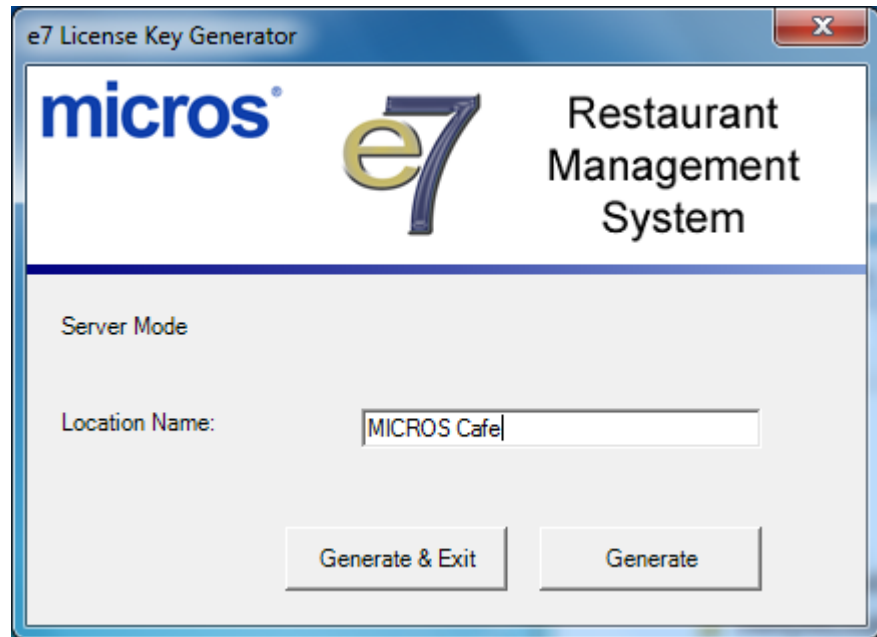 e7 License Key Generator
micros®
e7
Restaurant
Management
System
Server Mode
Location Name:
MICROS Cafe
Generate & Exit
Generate